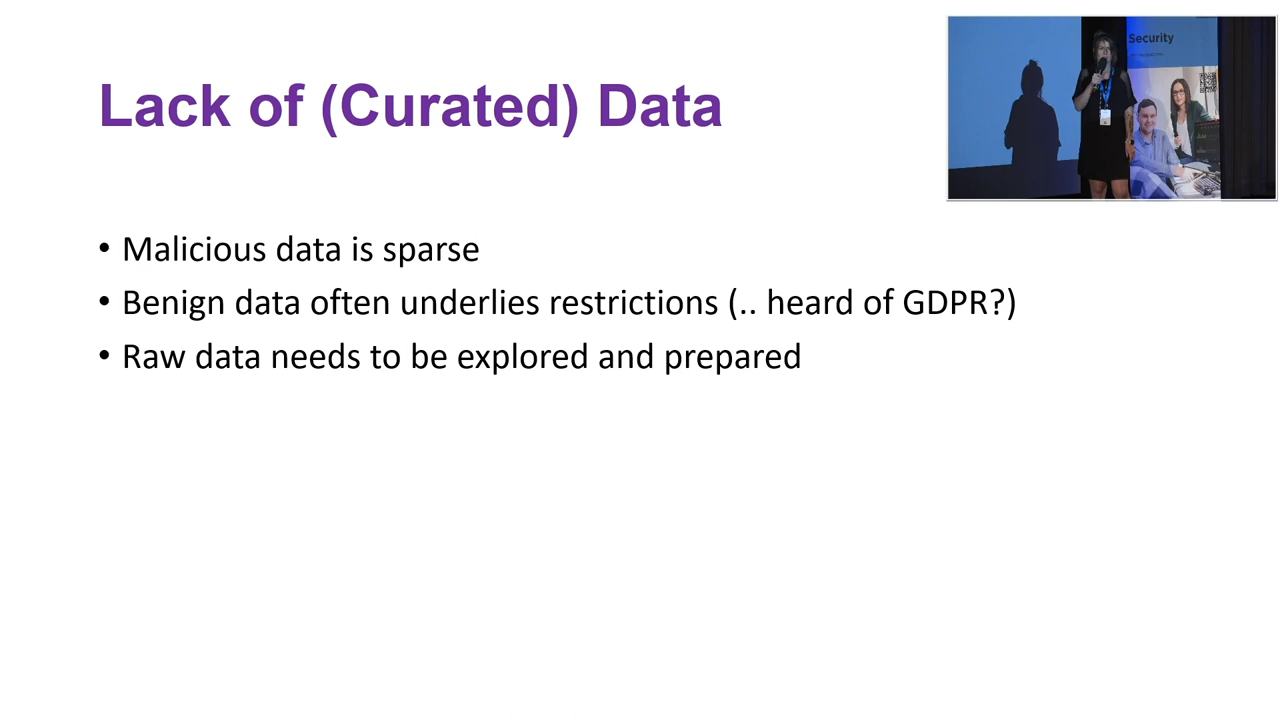 Lack of (Curated) Data
Security
• Malicious data is sparse
• Benign data often underlies restrictions (.. heard of GDPR?)
• Raw data needs to be explored and prepared